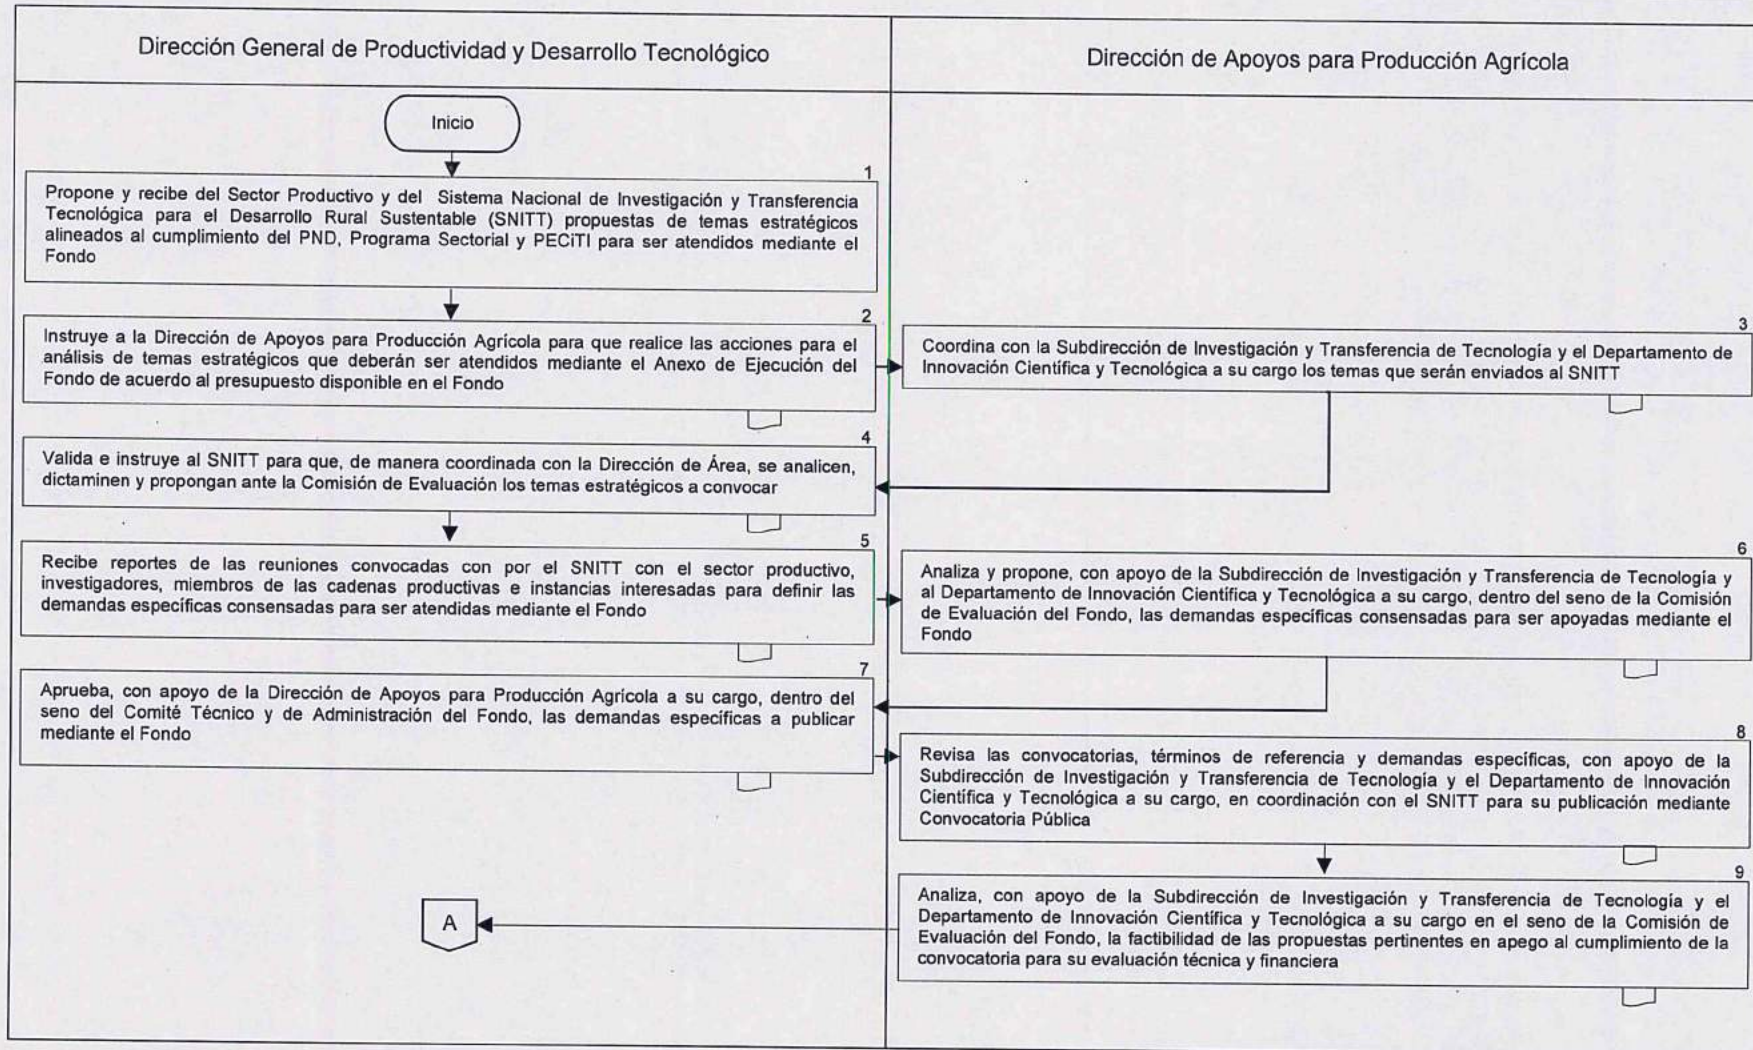 Dirección General de Productividad y Desarrollo Tecnológico
Dirección de Apoyos para Producción Agrícola
Inicio
1
Propone y recibe del Sector Productivo y del Sistema Nacional de Investigación y Transferencia
Tecnológica para el Desarrollo Rural Sustentable (SNITT) propuestas de temas estratégicos
alineados al cumplimiento del PND, Programa Sectorial y PECiTI para ser atendidos mediante el
Fondo
2
Instruye a la Dirección de Apoyos para Producción Agrícola para que realice las acciones para el
análisis de temas estratégicos que deberán ser atendidos mediante el Anexo de Ejecución del
Fondo de acuerdo al presupuesto disponible en el Fondo
3
Coordina con la Subdirección de Investigación y Transferencia de Tecnología y el Departamento de
Innovación Científica y Tecnológica a su cargo los temas que serán enviados al SNITT
4
Valida e instruye al SNITT para que, de manera coordinada con la Dirección de Área, se analicen,
dictaminen y propongan ante la Comisión de Evaluación los temas estratégicos a convocar
5
Recibe reportes de las reuniones convocadas con por el SNITT con el sector productivo,
investigadores, miembros de las cadenas productivas e instancias interesadas para definir las
demandas específicas consensadas para ser atendidas mediante el Fondo
6
Analiza y propone, con apoyo de la Subdirección de Investigación y Transferencia de Tecnología y
al Departamento de Innovación Científica y Tecnológica a su cargo, dentro del seno de la Comisión
de Evaluación del Fondo, las demandas específicas consensadas para ser apoyadas mediante el
Fondo
7
Aprueba, con apoyo de la Dirección de Apoyos para Producción Agrícola a su cargo, dentro del
seno del Comité Técnico y de Administración del Fondo, las demandas específicas a publicar
mediante el Fondo
8
Revisa las convocatorias, términos de referencia y demandas específicas, con apoyo de la
Subdirección de Investigación y Transferencia de Tecnología y el Departamento de Innovación
Científica y Tecnológica a su cargo, en coordinación con el SNITT para su publicación mediante
Convocatoria Pública
9
Analiza, con apoyo de la Subdirección de Investigación y Transferencia de Tecnología y el
Departamento de Innovación Científica y Tecnológica a su cargo en el seno de la Comisión de
Evaluación del Fondo, la factibilidad de las propuestas pertinentes en apego al cumplimiento de la
convocatoria para su evaluación técnica y financiera
A